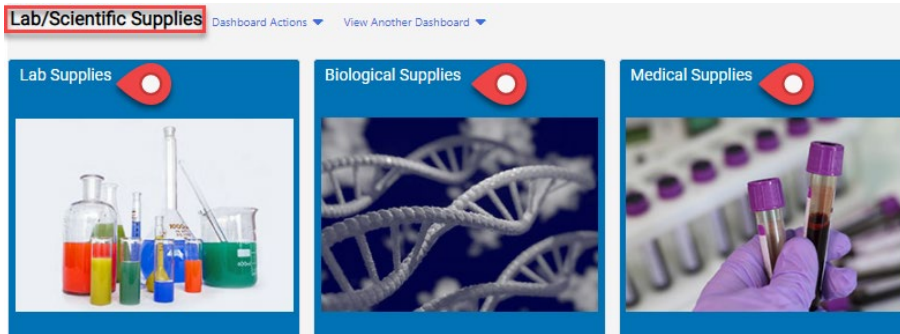 Lab/Scientific Supplies Dashboard Actions View Another Dashboard
Lab Supplies
Biological Supplies
Medical Supplies